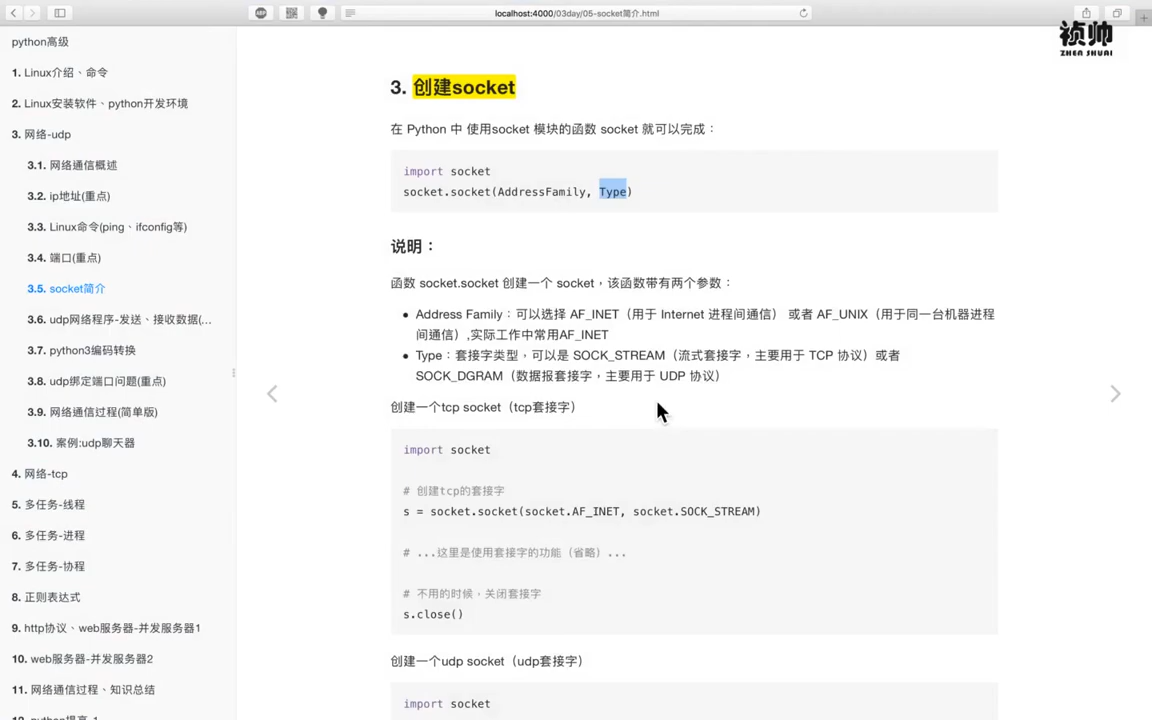 localhost:4000/03day/05-socket简介.html
祯帅
ZHEN SHUAI
python高级
1. Linux介绍、命令
2. Linux安装软件、python开发环境
3. 网络-udp
3.1. 网络通信概述
3.2. ip地址(重点)
3.3. Linux命令(ping、ifconfig等)
3.4. 端口(重点)
3.5. socket简介
3.6. udp网络程序-发送、接收数据(...
3.7. python3编码转换
3.8. udp绑定端口问题(重点)
3.9. 网络通信过程(简单版)
3.10. 案例:udp聊天器
4. 网络-tcp
5. 多任务-线程
6. 多任务-进程
7. 多任务-协程
8. 正则表达式
9. http协议、web服务器-并发服务器1
10. web服务器-并发服务器2
11. 网络通信过程、知识总结
12. python提高-1
3. 创建socket
在 Python 中 使用socket 模块的函数 socket 就可以完成：
import socket
socket.socket(AddressFamily, Type)
说明：
函数 socket.socket 创建一个 socket，该函数带有两个参数：
• Address Family：可以选择 AF_INET（用于 Internet 进程间通信） 或者 AF_UNIX（用于同一台机器进程
间通信）,实际工作中常用AF_INET
• Type：套接字类型，可以是 SOCK_STREAM（流式套接字，主要用于 TCP 协议）或者
SOCK_DGRAM（数据报套接字，主要用于 UDP 协议）
创建一个tcp socket（tcp套接字）
import socket
# 创建tcp的套接字
s = socket.socket(socket.AF_INET, socket.SOCK_STREAM)
# ...这里是使用套接字的功能（省略）...
# 不用的时候，关闭套接字
s.close()
创建一个udp socket（udp套接字）
import socket